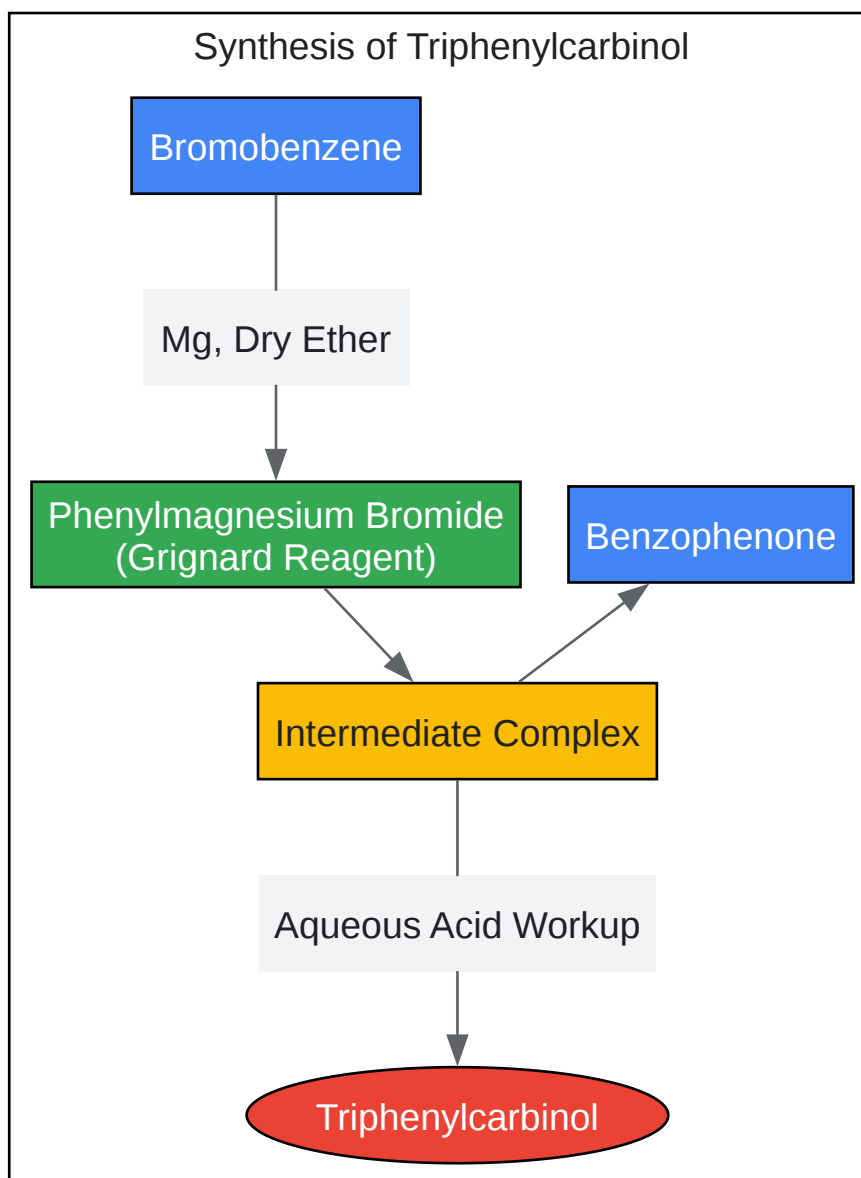 Synthesis of Triphenylcarbinol
Bromobenzene
Mg, Dry Ether
Phenylmagnesium Bromide
(Grignard Reagent)
Benzophenone
Intermediate Complex
Aqueous Acid Workup
Triphenylcarbinol